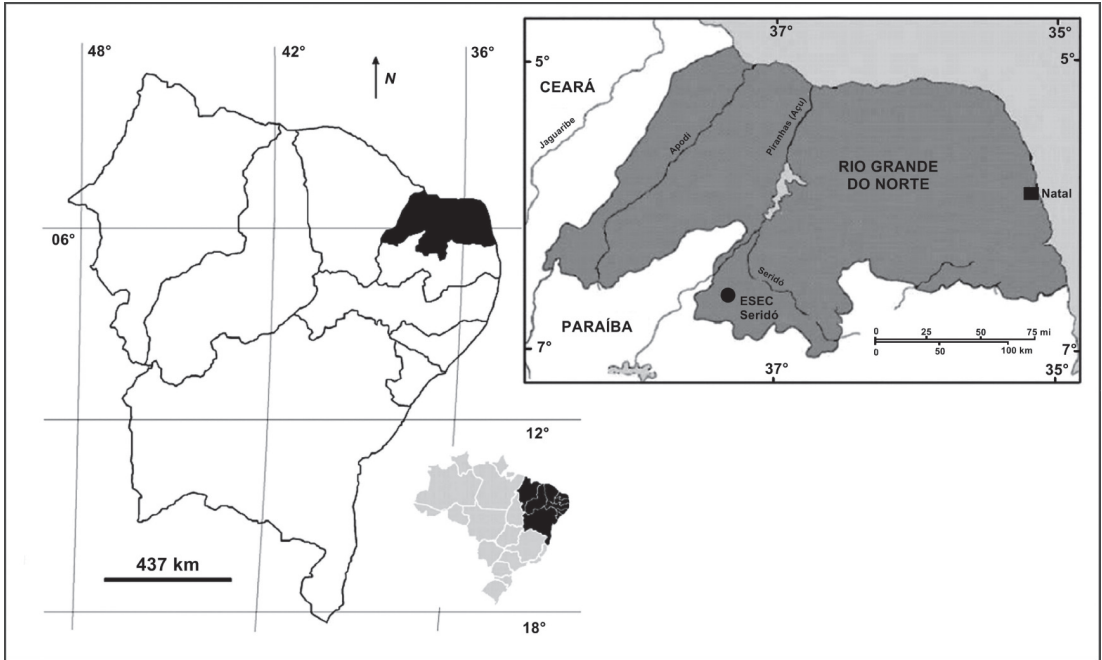 48°
42°
36°
N
06°
12°
18°
437 km
37°
35°
5°
5°
CEARÁ
Jaguaribe
Apodi
Piranhas (Açu)
RIO GRANDE
DO NORTE
Natal
Seridó
ESEC
Seridó
PARAÍBA
0 25 50 75 mi
0 50 100 km
7°
7°
37°
35°